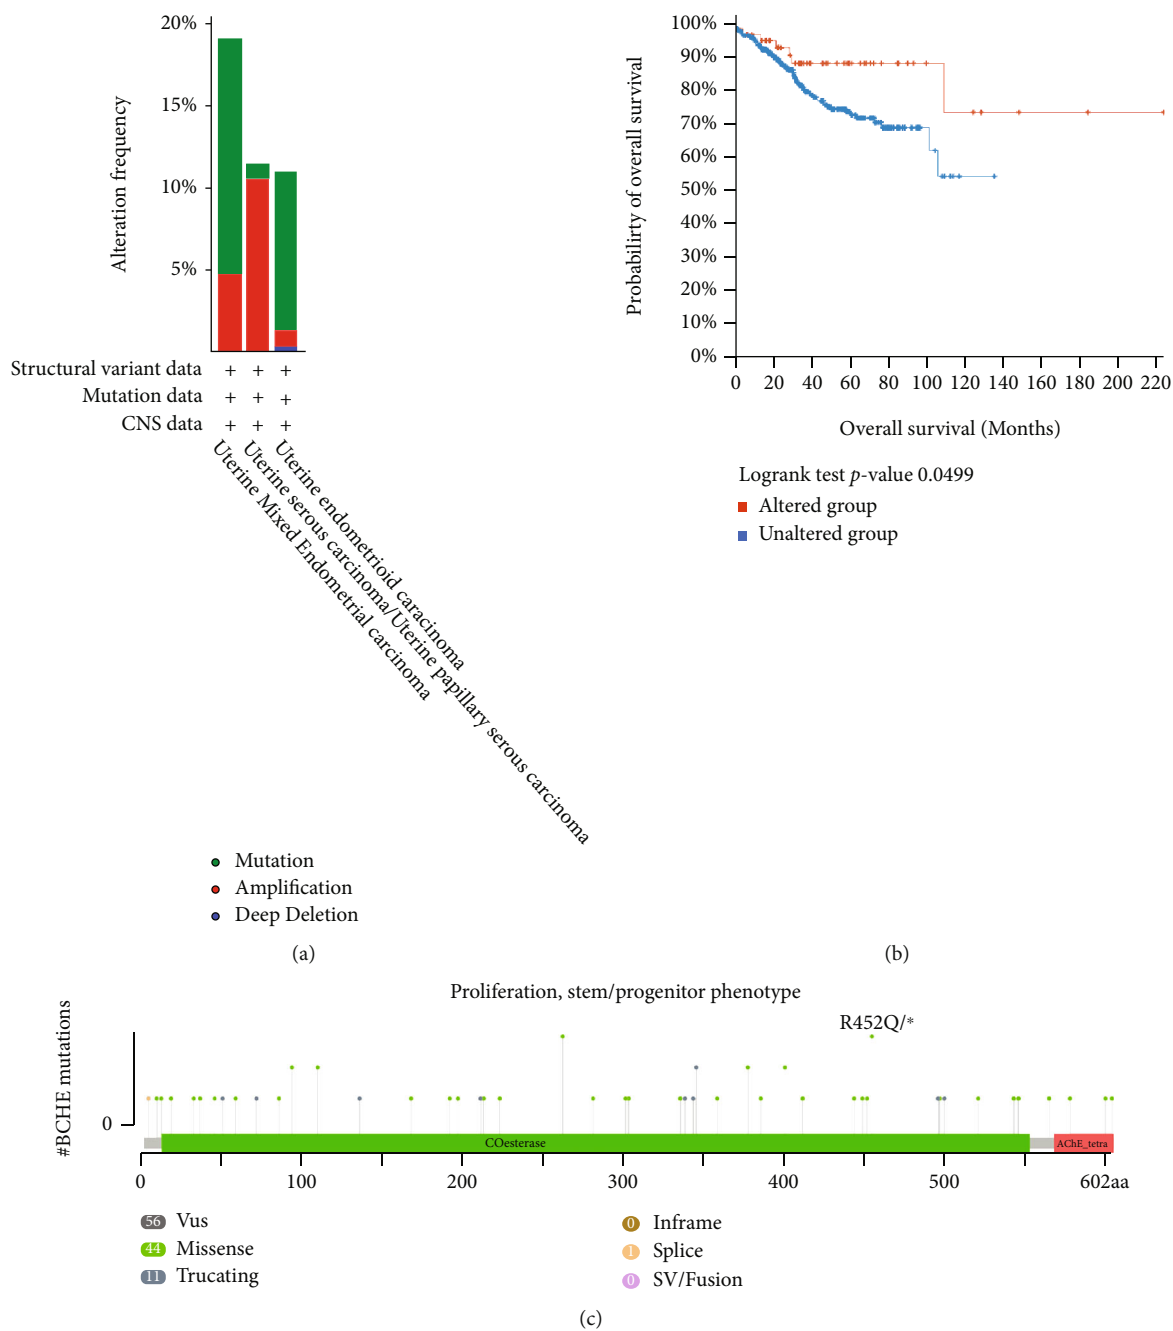 20%
15%
10%
5%
Alteration frequency
Structural variant data + + +
Mutation data + + +
CNS data + + +
Uterine Mixed Endometrial carcinoma
Uterine serous carcinoma/Uterine papillary serous carcinoma
Uterine endometrioid caracinoma
Mutation
Amplification
Deep Deletion
(a)
100%
90%
80%
70%
60%
50%
40%
30%
20%
10%
0%
Probabilirty of overall survival
0 20 40 60 80 100 120 140 160 180 200 220
Overall survival (Months)
Logrank test p-value 0.0499
Altered group
Unaltered group
(b)
Proliferation, stem/progenitor phenotype
R452Q/*
#BCHE mutations
0
COesterase
AChE_tetra
0 100 200 300 400 500 602aa
56 Vus
44 Missense
11 Trucating
0 Inframe
1 Splice
0 SV/Fusion
(c)